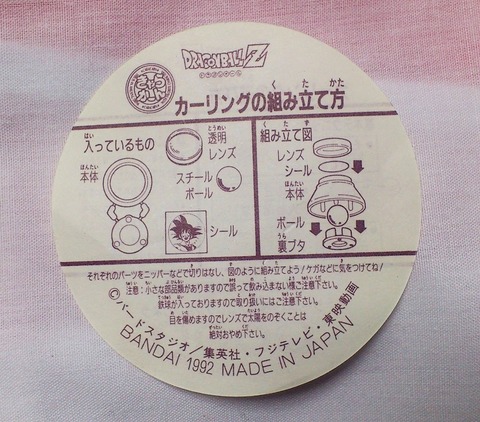 DRAGONBALL Z
カーリングの組み立て方
入っているもの
本体
透明
レンズ
スチール
ボール
シール
組み立て図
レンズ
シール
本体
ボール
裏ブタ
それぞれのパーツをニッパーなどで切りはなし、図のように組み立てよう!ケガなどに気をつけてね!
注意:小さな部品類がありますので誤って飲み込まない様ご注意下さい。
鉄球が入っておりますので取り扱いにはご注意下さい。
目を傷めますのでレンズで太陽をのぞくことは
絶対おやめ下さい。
©バードスタジオ/集英社・フジテレビ・東映動画
BANDAI 1992 MADE IN JAPAN